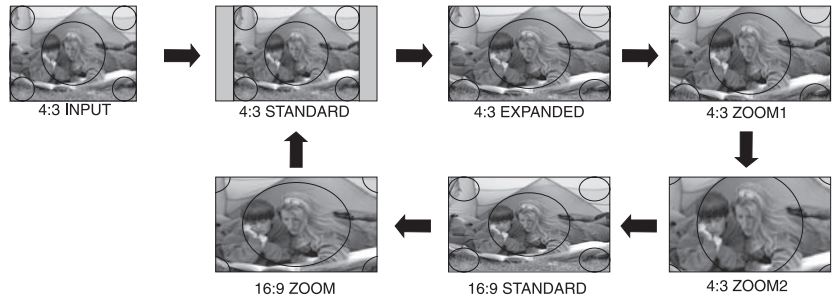 4:3 INPUT
4:3 STANDARD
4:3 EXPANDED
4:3 ZOOM1
16:9 ZOOM
16:9 STANDARD
4:3 ZOOM2